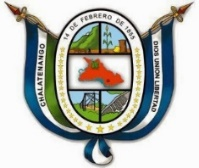 14 DE FEBRERO DE 1855
CHALATENANGO
DIOS UNION LIBERTAD